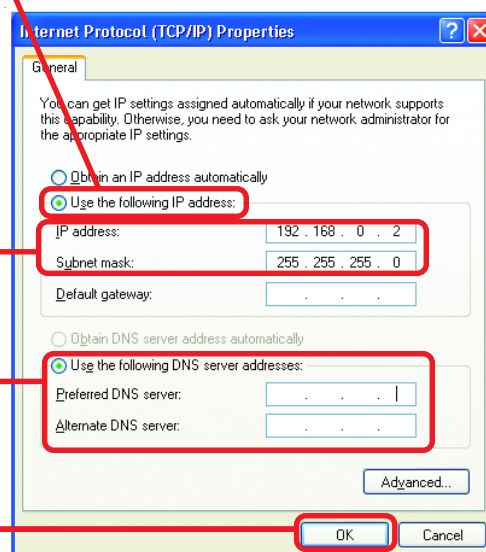 Internet Protocol (TCP/IP) Properties
General
You can get IP settings assigned automatically if your network supports
this capability. Otherwise, you need to ask your network administrator for
the appropriate IP settings.
Obtain an IP address automatically
Use the following IP address:
IP address: 192 . 168 . 0 . 2
Subnet mask: 255 . 255 . 255 . 0
Default gateway: . . .
Obtain DNS server address automatically
Use the following DNS server addresses:
Preferred DNS server: . . .
Alternate DNS server: . . .
Advanced...
OK Cancel